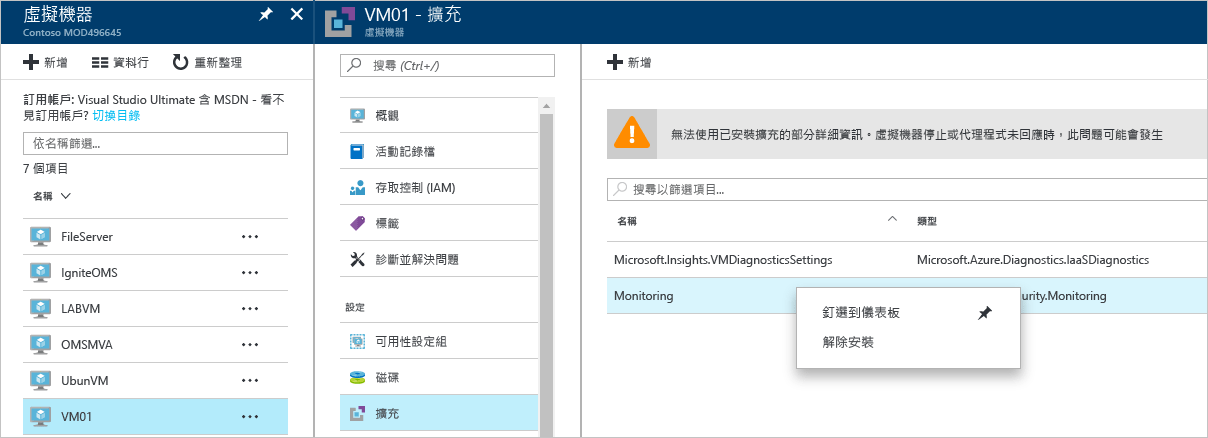 虛擬機器
Contoso MOD496645
新增 資料行 重新整理
訂用帳戶: Visual Studio Ultimate 含 MSDN - 看不
見訂用帳戶? 切換目錄
依名稱篩選...
7 個項目
名稱
FileServer
IgniteOMS
LABVM
OMSMVA
UbunVM
VM01
VM01 - 擴充
虛擬機器
搜尋 (Ctrl+/)
概觀
活動記錄檔
存取控制 (IAM)
標籤
診斷並解決問題
設定
可用性設定組
磁碟
擴充
新增
無法使用已安裝擴充的部分詳細資訊。虛擬機器停止或代理程式未回應時，此問題可能會發生
搜尋以篩選項目...
名稱 類型
Microsoft.Insights.VMDiagnosticsSettings Microsoft.Azure.Diagnostics.IaaSDiagnostics
Monitoring urity.Monitoring
釘選到儀表板
解除安裝